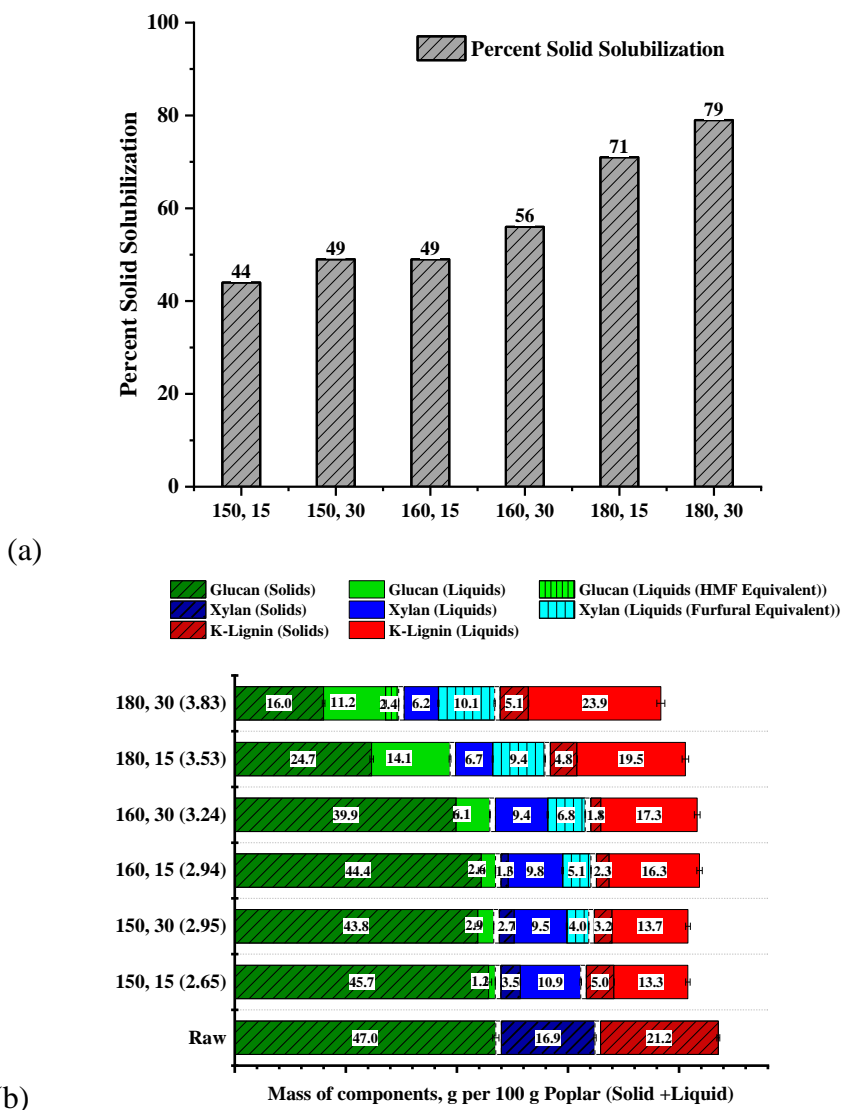 100
Percent Solid Solubilization
80
60
40
20
0
Percent Solid Solubilization
44
49
49
56
71
79
150, 15
150, 30
160, 15
160, 30
180, 15
180, 30
(a)
Glucan (Solids)
Glucan (Liquids)
Glucan (Liquids (HMF Equivalent))
Xylan (Solids)
Xylan (Liquids)
Xylan (Liquids (Furfural Equivalent))
K-Lignin (Solids)
K-Lignin (Liquids)
180, 30 (3.83) 16.0 11.2 6.2 10.1 5.1 23.9
180, 15 (3.53) 24.7 14.1 6.7 9.4 4.8 19.5
160, 30 (3.24) 39.9 6.1 9.4 6.8 1.8 17.3
160, 15 (2.94) 44.4 2.6 1.3 9.8 5.1 2.3 16.3
150, 30 (2.95) 43.8 2.9 2.7 9.5 4.0 3.2 13.7
150, 15 (2.65) 45.7 1.2 3.5 10.9 5.0 13.3
Raw 47.0 16.9 21.2
Mass of components, g per 100 g Poplar (Solid +Liquid)
(b)